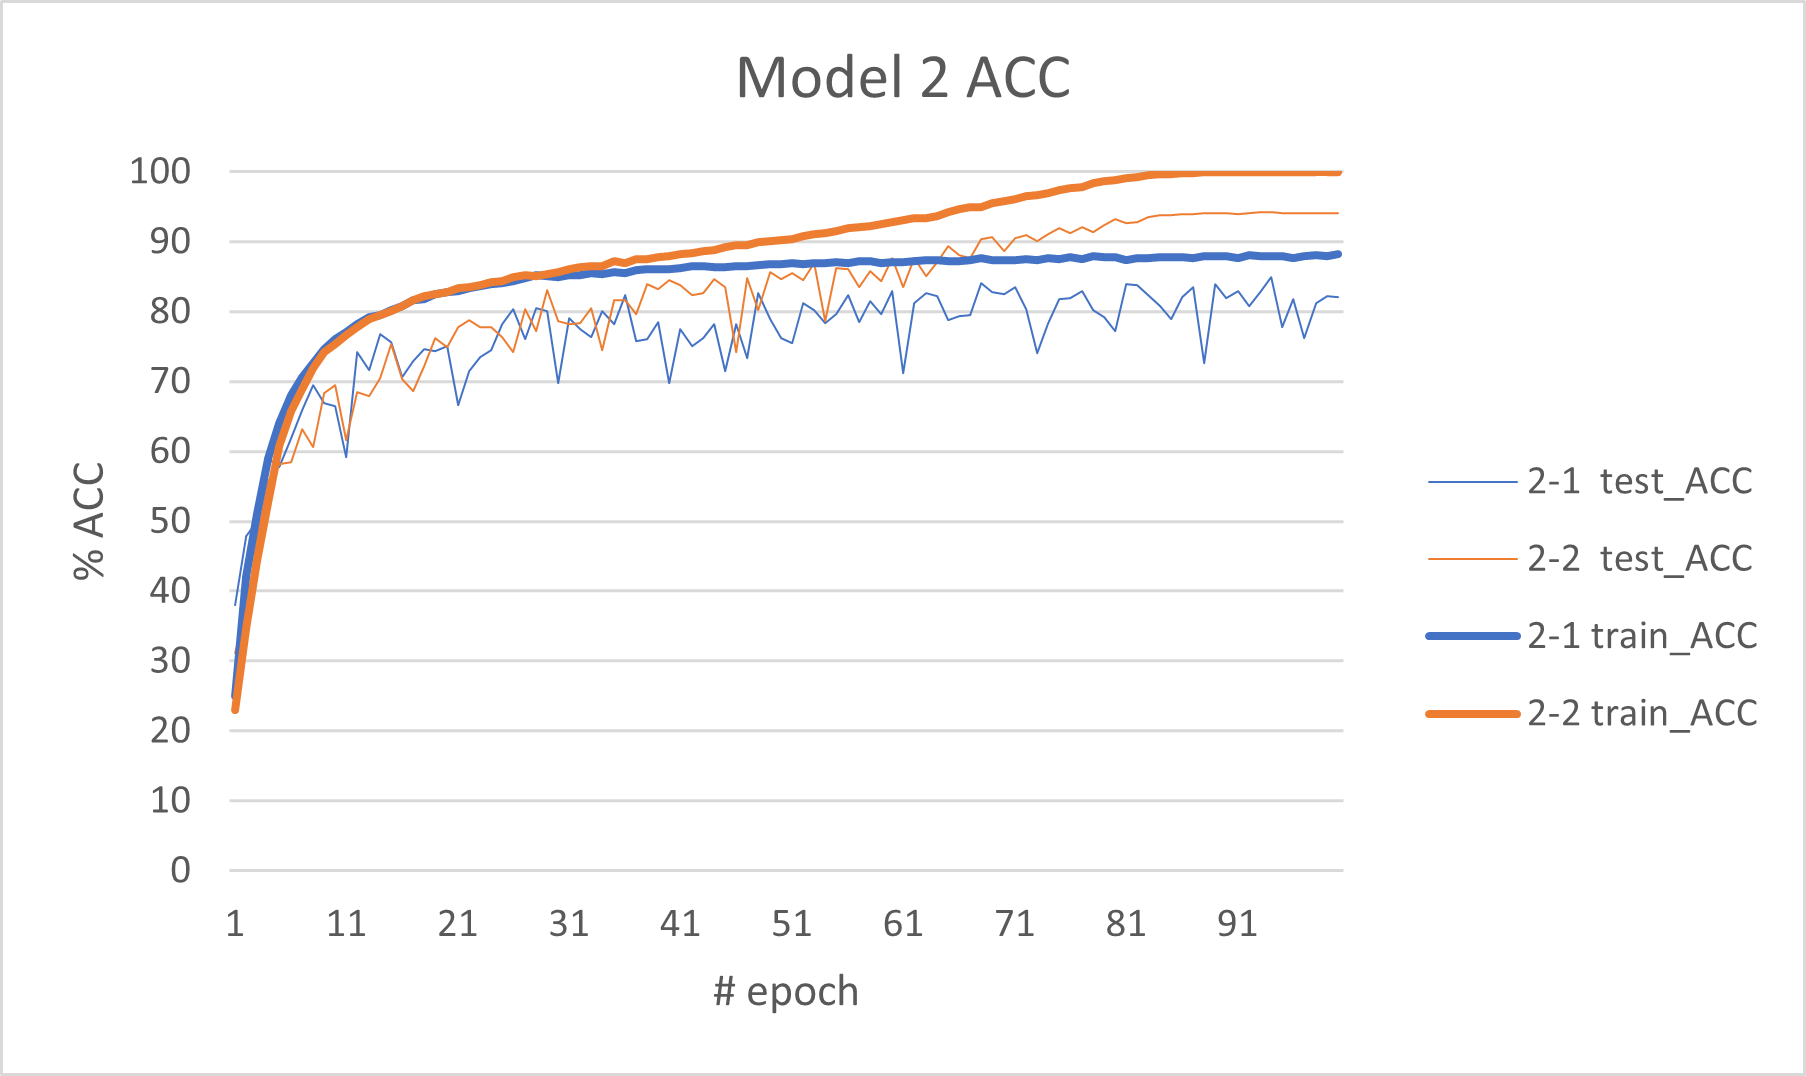 Model 2 ACC
100
90
80
70
60
50
40
30
20
10
0
% ACC
1 11 21 31 41 51 61 71 81 91
# epoch
2-1  test_ACC
2-2  test_ACC
2-1 train_ACC
2-2 train_ACC